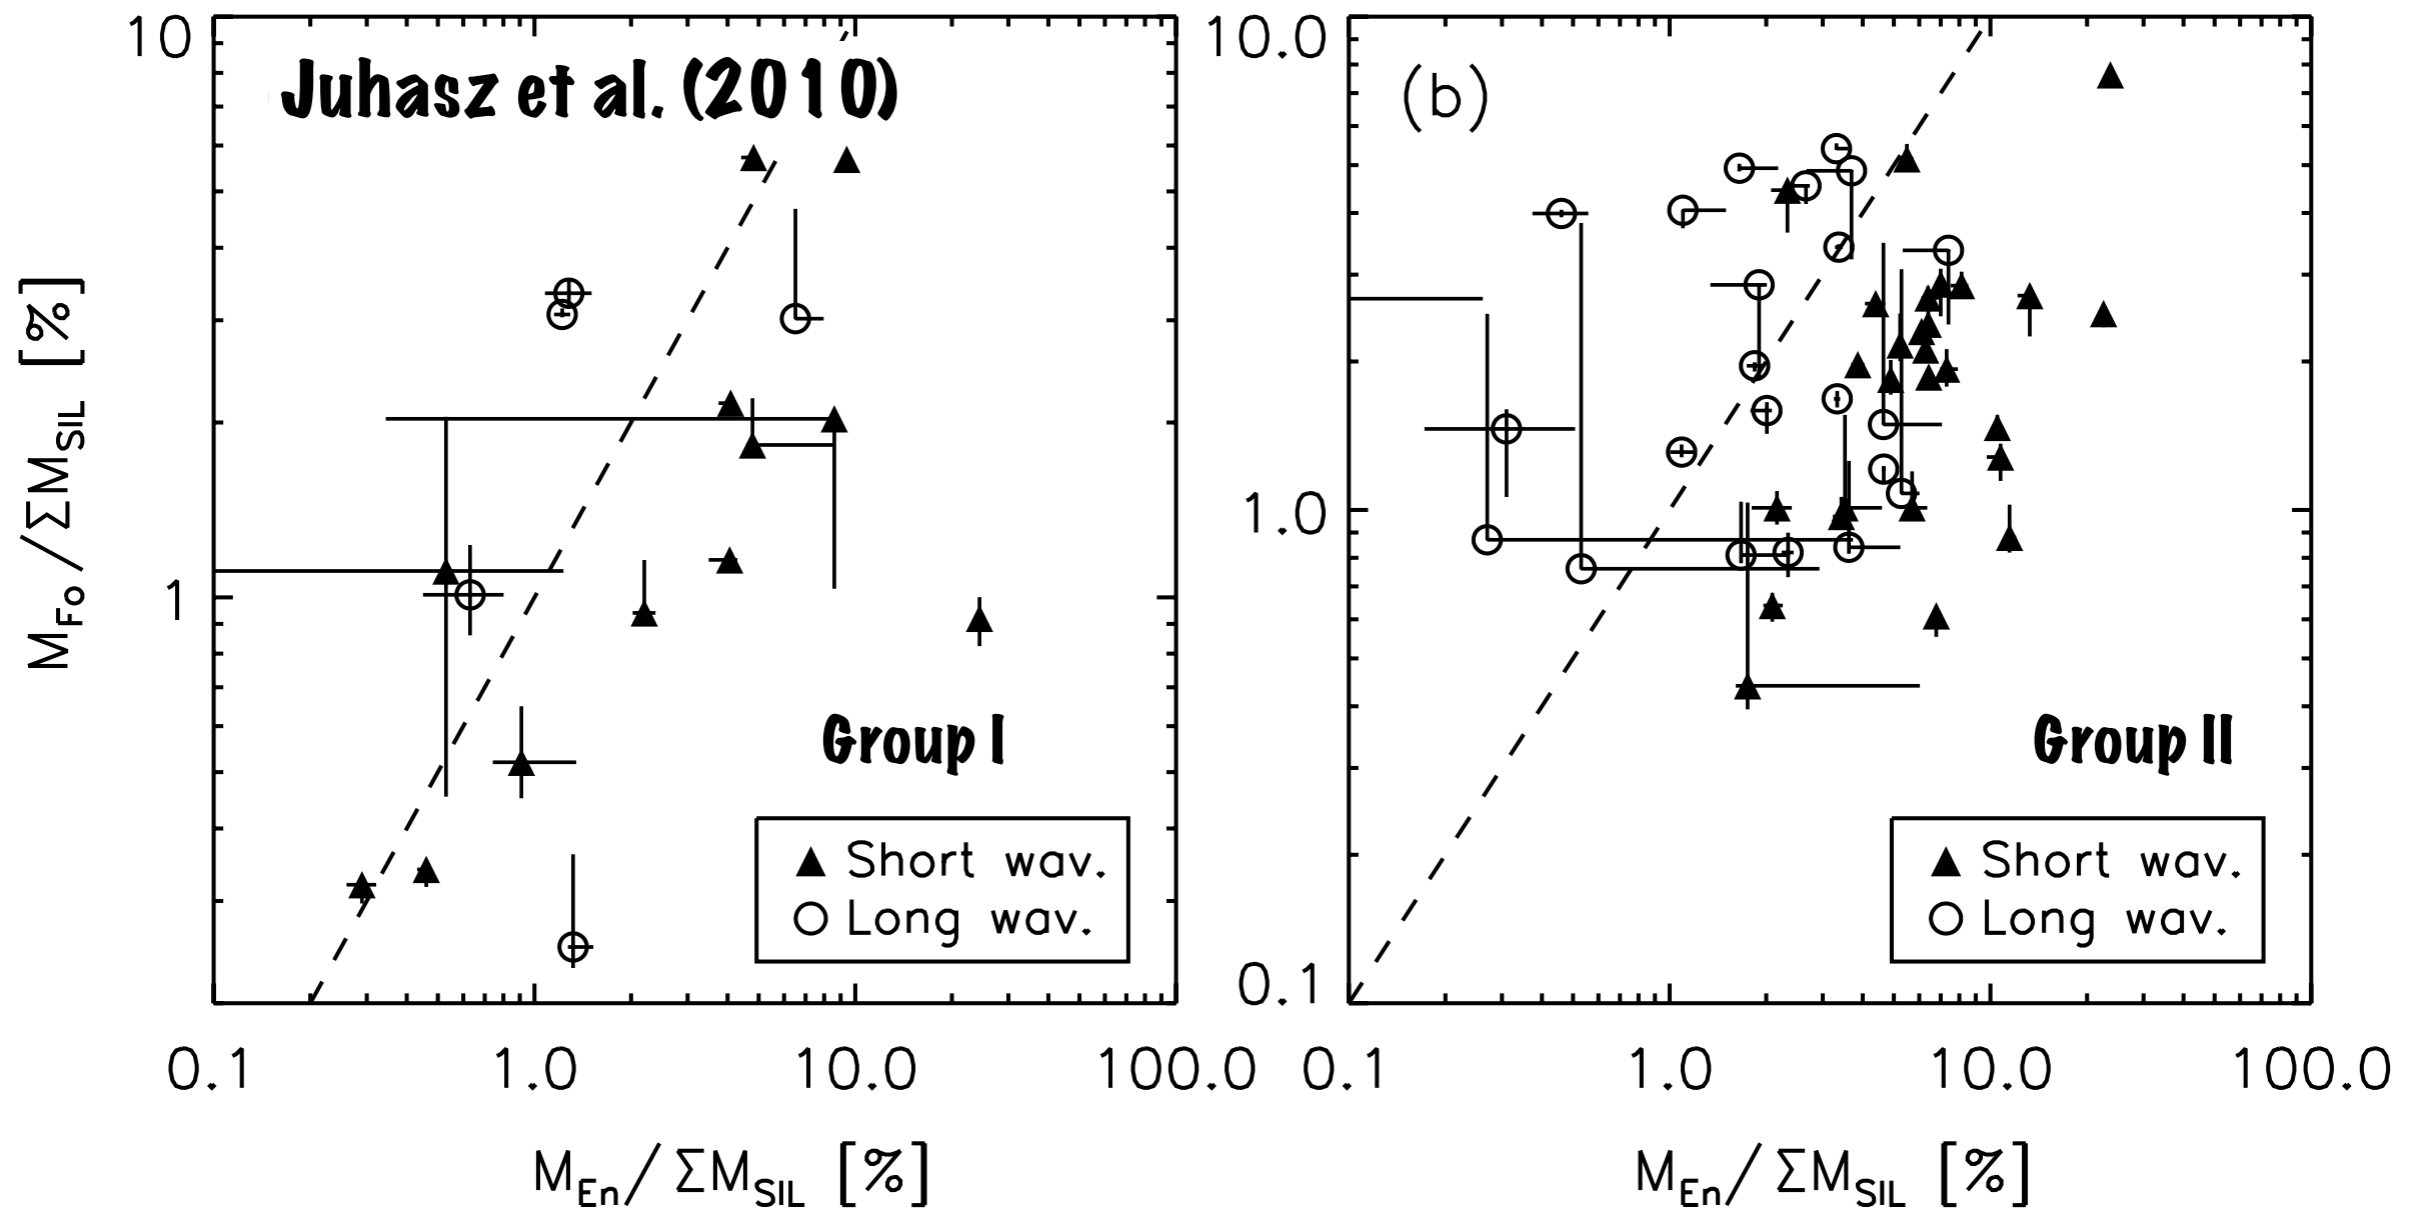 10
Juhasz et al. (2010)
M_Fo/ΣM_SIL [%]
1
Group I
▲ Short wav.
○ Long wav.
0.1 1.0 10.0 100.0
M_En/ΣM_SIL [%]
10.0
(b)
1.0
Group II
▲ Short wav.
○ Long wav.
0.1
0.1 1.0 10.0 100.0
M_En/ΣM_SIL [%]